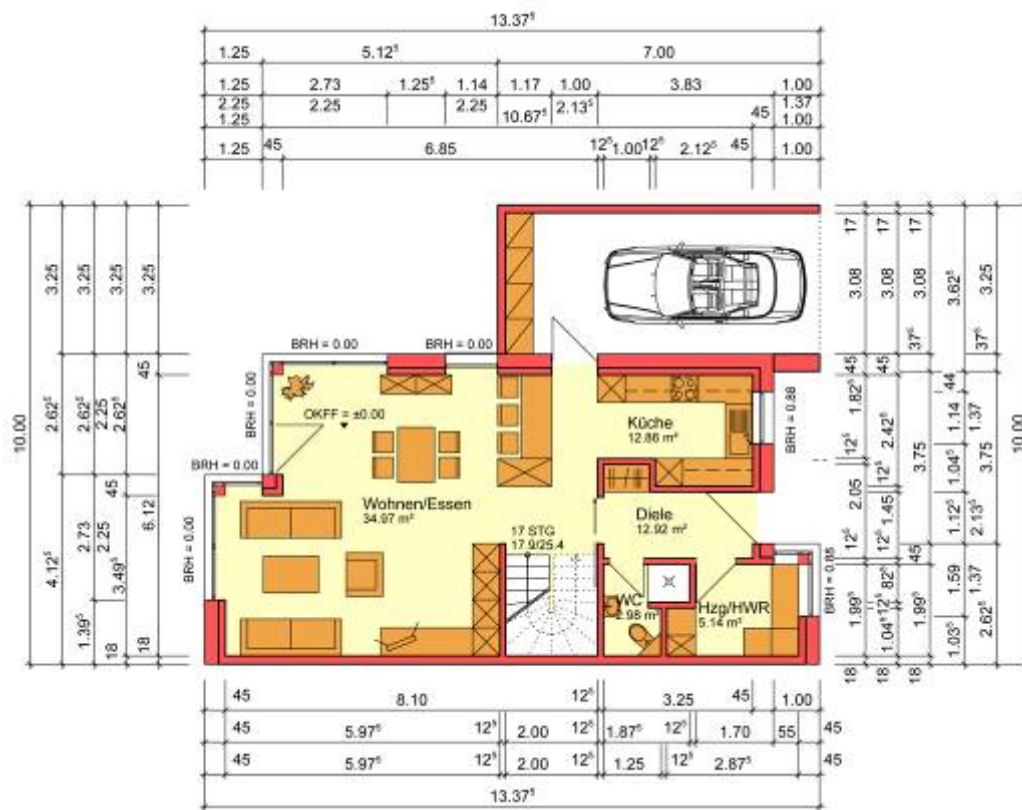 13.37⁵
1.25 5.12⁵ 7.00
1.25 2.73 1.25⁵ 1.14 1.17 1.00 3.83 1.00
2.25 2.25 2.25 10.67⁵ 2.13⁵ 45 1.37
1.25 1.00
1.25 45 6.85 12⁵ 1.00 12⁵ 2.12⁵ 45 1.00
3.25 3.25 3.25 3.25
17 17 17
3.08 3.08 3.08 3.62⁵ 3.25
37⁵ 37⁵
BRH = 0.00 BRH = 0.00
45 45 45
10.00 2.62⁵ 2.62⁵ 2.25 2.62⁵
BRH = 0.00
OKFF = ±0.00
Küche
12.86 m²
BRH = 0.88
1.82⁵ 2.42⁵ 44 1.14 1.37 10.00
12⁵ 12⁵ 3.75 1.04⁵ 3.75
BRH = 0.00
45 6.12
Wohnen/Essen
34.97 m²
Diele
12.92 m²
2.05 1.45 1.12⁵ 2.13⁵
BRH = 0.00
17 STG
17.9/25.4
4.12⁵ 2.73 2.25 3.49⁵
12⁵ 12⁵ 45
BRH = 0.88
WC
2.98 m²
Hzg/HWR
5.14 m²
1.99⁵ 82⁵ 12⁵ 1.04⁵ 1.99⁵ 1.59 1.37
1.39⁵ 18 18 1.03⁵ 2.62⁵
18 18 18
45 8.10 12⁵ 3.25 45 1.00
45 5.97⁵ 12⁵ 2.00 12⁵ 1.87⁵ 12⁵ 1.70 55 45
45 5.97⁵ 12⁵ 2.00 12⁵ 1.25 12⁵ 2.87⁵ 45
13.37⁵